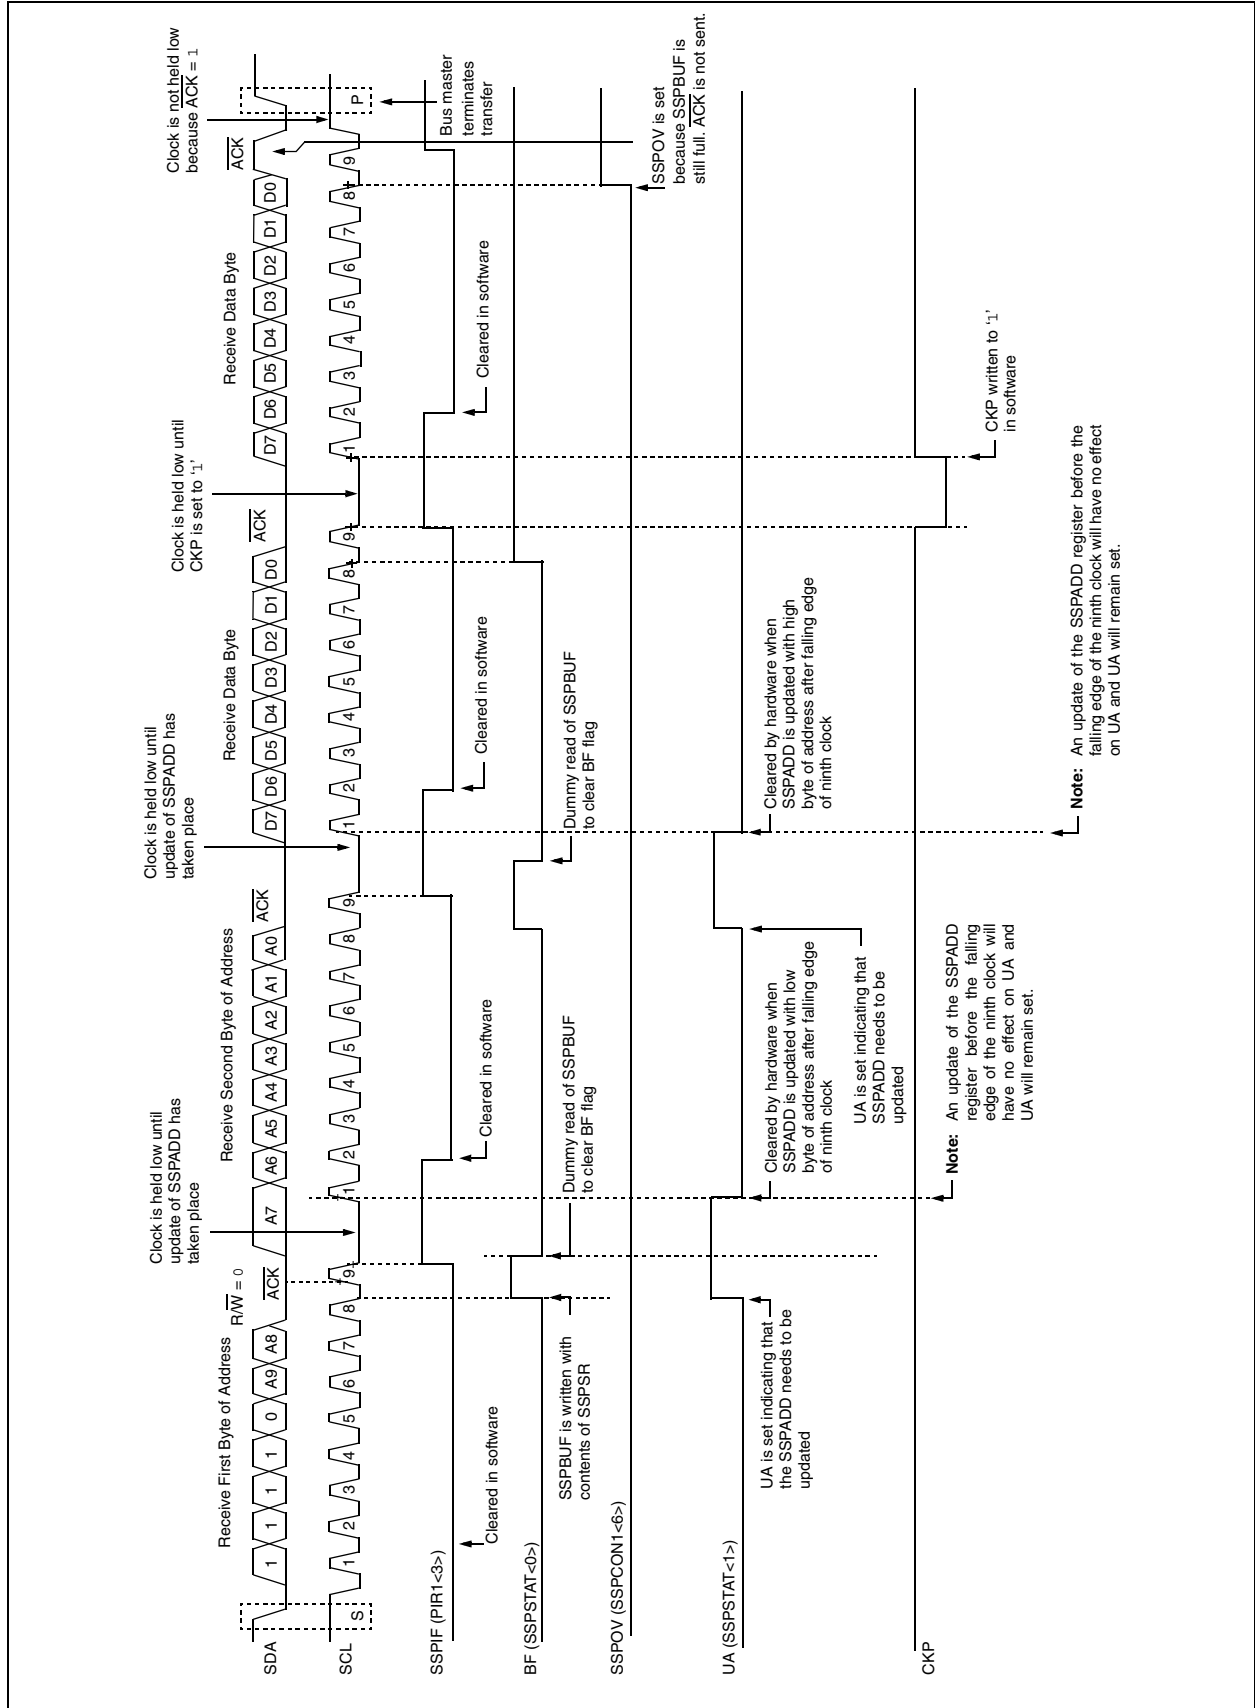 Clock is held low until
update of SSPADD has
taken place
Clock is held low until
update of SSPADD has
taken place
Clock is held low until
CKP is set to ‘1’
Clock is not held low
because ACK = 1
Receive First Byte of Address
R/W = 0
Receive Second Byte of Address
Receive Data Byte
Receive Data Byte
ACK
ACK
ACK
ACK
SDA
1 1 1 1 0 A9 A8
A7 A6 A5 A4 A3 A2 A1 A0
D7 D6 D5 D4 D3 D2 D1 D0
D7 D6 D5 D4 D3 D2 D1 D0
SCL
S
1 2 3 4 5 6 7 8 9
1 2 3 4 5 6 7 8 9
1 2 3 4 5 6 7 8 9
1 2 3 4 5 6 7 8 9
P
Bus master
terminates
transfer
SSPIF (PIR1<3>)
Cleared in software
Cleared in software
Cleared in software
Cleared in software
BF (SSPSTAT<0>)
SSPBUF is written with
contents of SSPSR
Dummy read of SSPBUF
to clear BF flag
Dummy read of SSPBUF
to clear BF flag
SSPOV (SSPCON1<6>)
SSPOV is set
because SSPBUF is
still full. ACK is not sent.
UA (SSPSTAT<1>)
UA is set indicating that
the SSPADD needs to be
updated
Cleared by hardware when
SSPADD is updated with low
byte of address after falling edge
of ninth clock
UA is set indicating that
SSPADD needs to be
updated
Cleared by hardware when
SSPADD is updated with high
byte of address after falling edge
of ninth clock
CKP
CKP written to ‘1’
in software
Note: An update of the SSPADD
register before the falling
edge of the ninth clock will
have no effect on UA and
UA will remain set.
Note: An update of the SSPADD register before the
falling edge of the ninth clock will have no effect
on UA and UA will remain set.